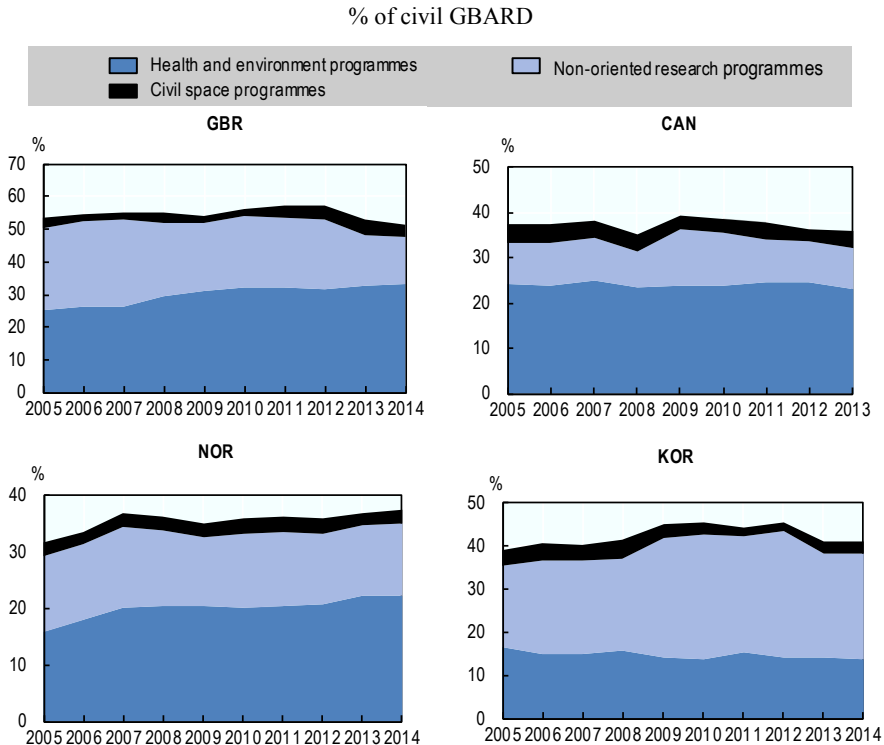 % of civil GBARD
Health and environment programmes
Non-oriented research programmes
Civil space programmes
GBR
%
70
60
50
40
30
20
10
0
2005 2006 2007 2008 2009 2010 2011 2012 2013 2014
CAN
%
50
40
30
20
10
0
2005 2006 2007 2008 2009 2010 2011 2012 2013
NOR
%
40
30
20
10
0
2005 2006 2007 2008 2009 2010 2011 2012 2013 2014
KOR
%
50
40
30
20
10
0
2005 2006 2007 2008 2009 2010 2011 2012 2013 2014